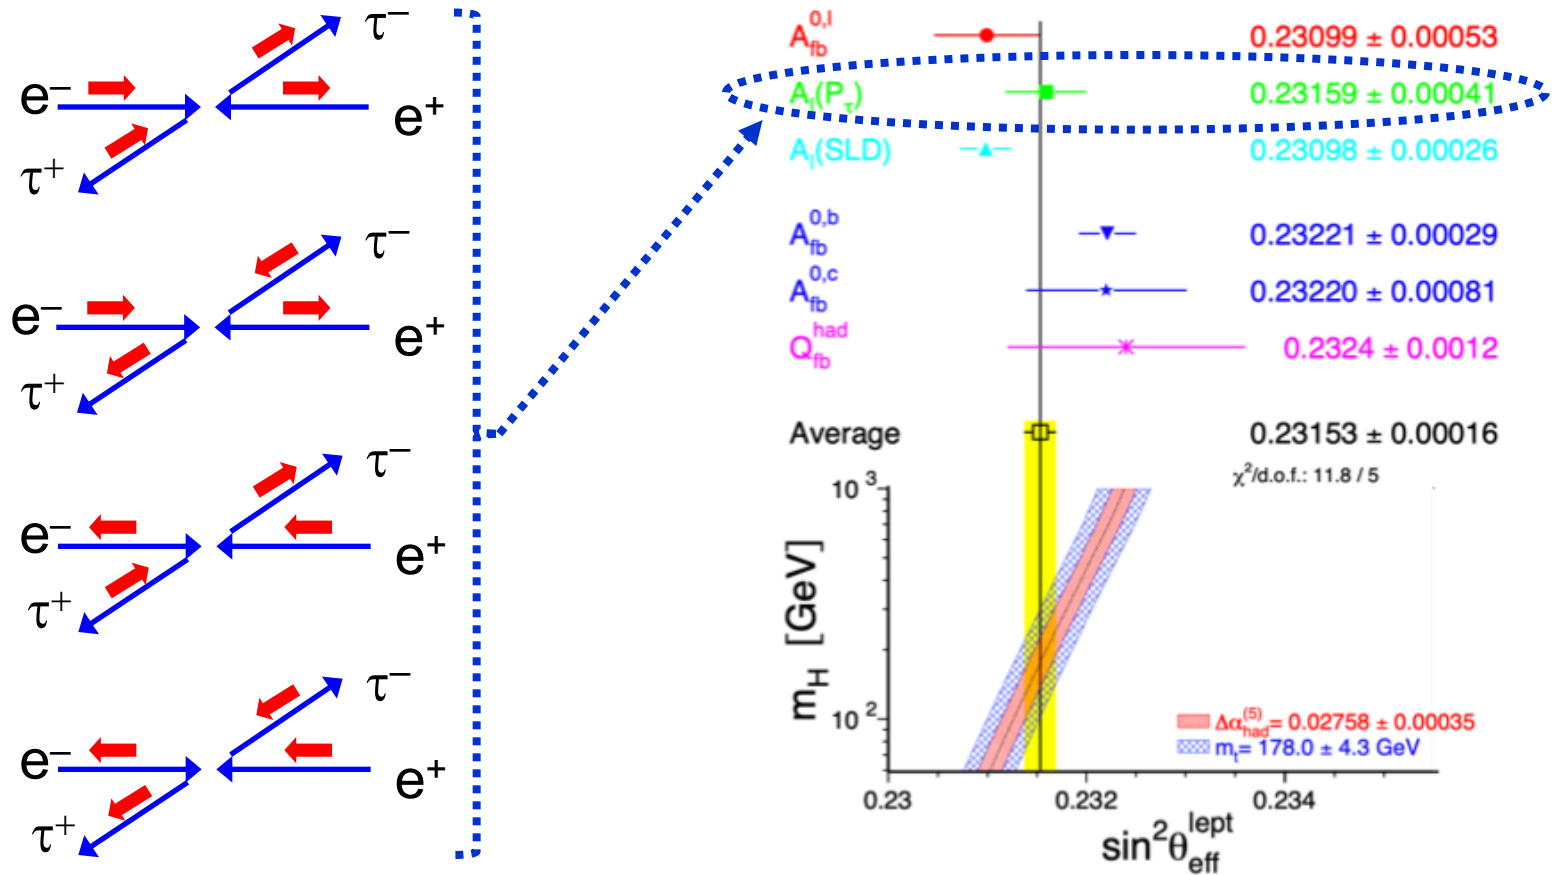 τ⁻
e⁻
e⁺
τ⁺
τ⁻
e⁻
e⁺
τ⁺
τ⁻
e⁻
e⁺
τ⁺
τ⁻
e⁻
e⁺
τ⁺
A_fb^0,l 0.23099 ± 0.00053
A_l(P_τ) 0.23159 ± 0.00041
A_l(SLD) 0.23098 ± 0.00026
A_fb^0,b 0.23221 ± 0.00029
A_fb^0,c 0.23220 ± 0.00081
Q_fb^had 0.2324 ± 0.0012
Average 0.23153 ± 0.00016
χ²/d.o.f.: 11.8 / 5
10³
m_H [GeV]
10²
Δα_had^(5)= 0.02758 ± 0.00035
m_t= 178.0 ± 4.3 GeV
0.23 0.232 0.234
sin²θ_eff^lept